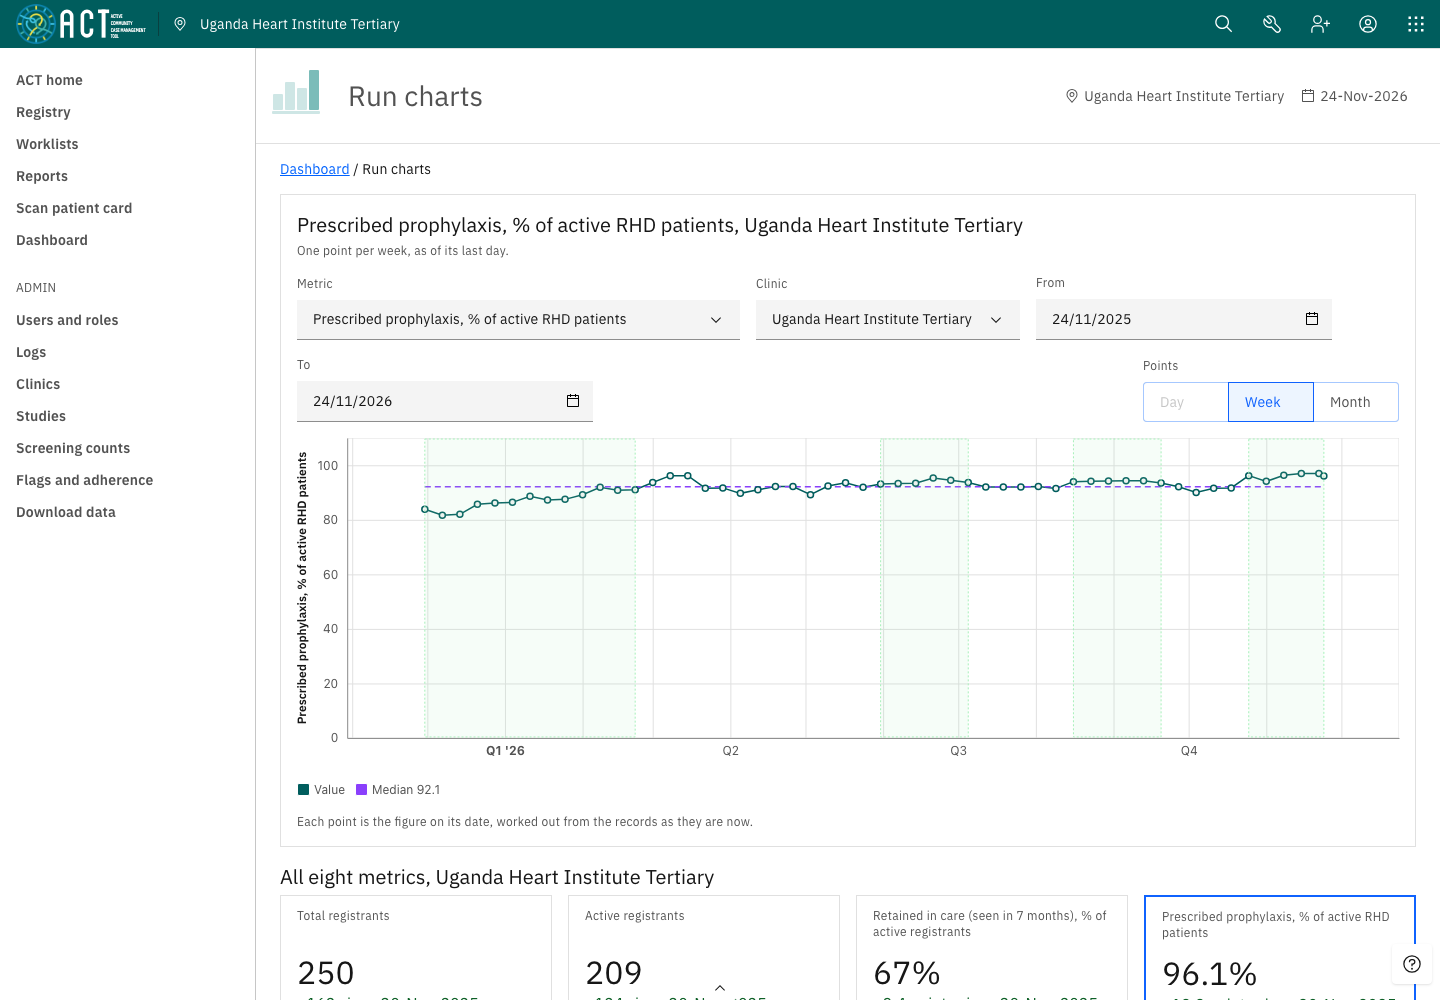 ACT
ACTIVE
COMMUNITY
CASE MANAGEMENT
TOOL
Uganda Heart Institute Tertiary
ACT home
Registry
Worklists
Reports
Scan patient card
Dashboard
ADMIN
Users and roles
Logs
Clinics
Studies
Screening counts
Flags and adherence
Download data
Run charts
Uganda Heart Institute Tertiary
24-Nov-2026
Dashboard / Run charts
Prescribed prophylaxis, % of active RHD patients, Uganda Heart Institute Tertiary
One point per week, as of its last day.
Metric
Prescribed prophylaxis, % of active RHD patients
Clinic
Uganda Heart Institute Tertiary
From
24/11/2025
To
24/11/2026
Points
Day
Week
Month
Prescribed prophylaxis, % of active RHD patients
100
80
60
40
20
0
Q1 '26
Q2
Q3
Q4
Value
Median 92.1
Each point is the figure on its date, worked out from the records as they are now.
All eight metrics, Uganda Heart Institute Tertiary
Total registrants
250
Active registrants
209
Retained in care (seen in 7 months), % of
active registrants
67%
Prescribed prophylaxis, % of active RHD
patients
96.1%